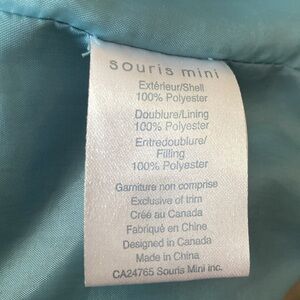 souris mini
Extérieur/Shell
100% Polyester
Doublure/Lining
100% Polyester
Entredoublure/
Filling
100% Polyester
Garniture non comprise
Exclusive of trim
Créé au Canada
Fabriqué en Chine
Designed in Canada
Made in China
CA24765 Souris Mini inc.